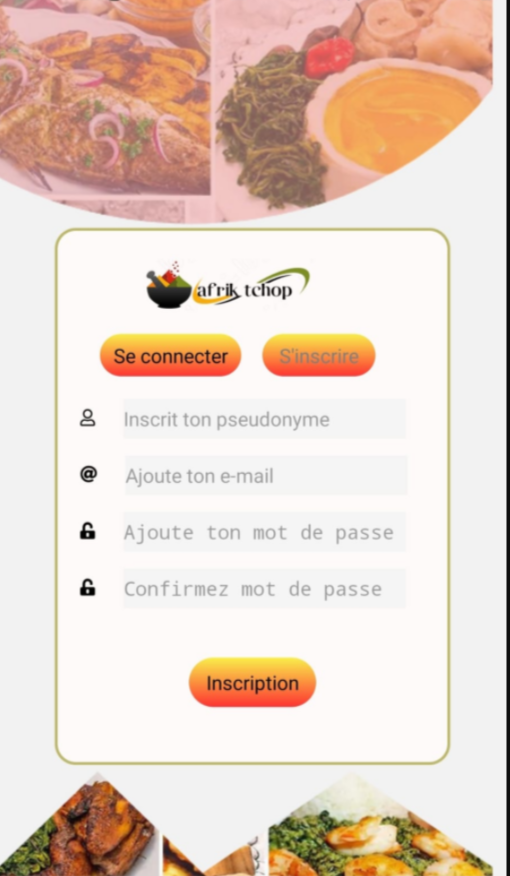 afrik tchop
Se connecter S'inscrire
Inscrit ton pseudonyme
@ Ajoute ton e-mail
Ajoute ton mot de passe
Confirmez mot de passe
Inscription